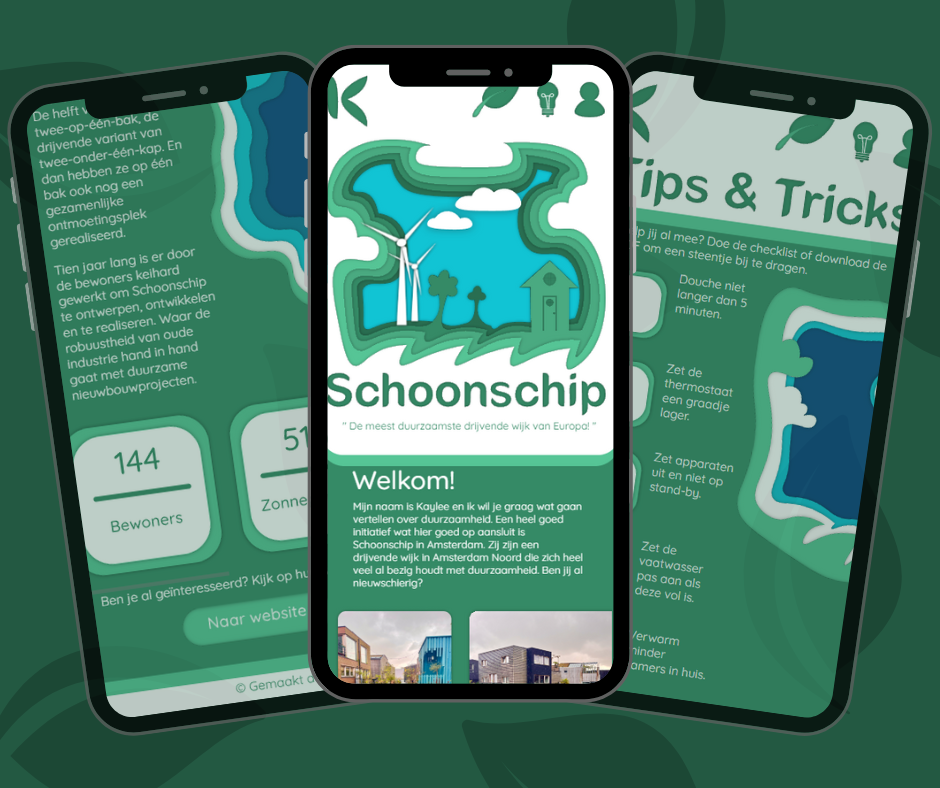 De helft
twee-op-één-bak, de
drijvende variant van
twee-onder-één-kap. En
dan hebben ze op één
bak ook nog een
gezamenlijke
ontmoetingsplek
gerealiseerd.
Tien jaar lang is er door
de bewoners keihard
gewerkt om Schoonschip
te ontwerpen, ontwikkelen
en te realiseren. Waar de
robuustheid van oude
industrie hand in hand
gaat met duurzame
nieuwbouwprojecten.
144
Bewoners
51
Zonne
Ben je al geïnteresseerd? Kijk op hu
Naar website
© Gemaakt d
Schoonschip
" De meest duurzaamste drijvende wijk van Europa! "
Welkom!
Mijn naam is Kaylee en ik wil je graag wat gaan
vertellen over duurzaamheid. Een heel goed
initiatief wat hier goed op aansluit is
Schoonschip in Amsterdam. Zij zijn een
drijvende wijk in Amsterdam Noord die zich heel
veel al bezig houdt met duurzaamheid. Ben jij al
nieuwschierig?
Tips & Tricks
lp jij al mee? Doe de checklist of download de
F om een steentje bij te dragen.
Douche niet
langer dan 5
minuten.
Zet de
thermostaat
een graadje
lager.
Zet apparaten
uit en niet op
stand-by.
Zet de
vaatwasser
pas aan als
deze vol is.
Verwarm
minder
kamers in huis.